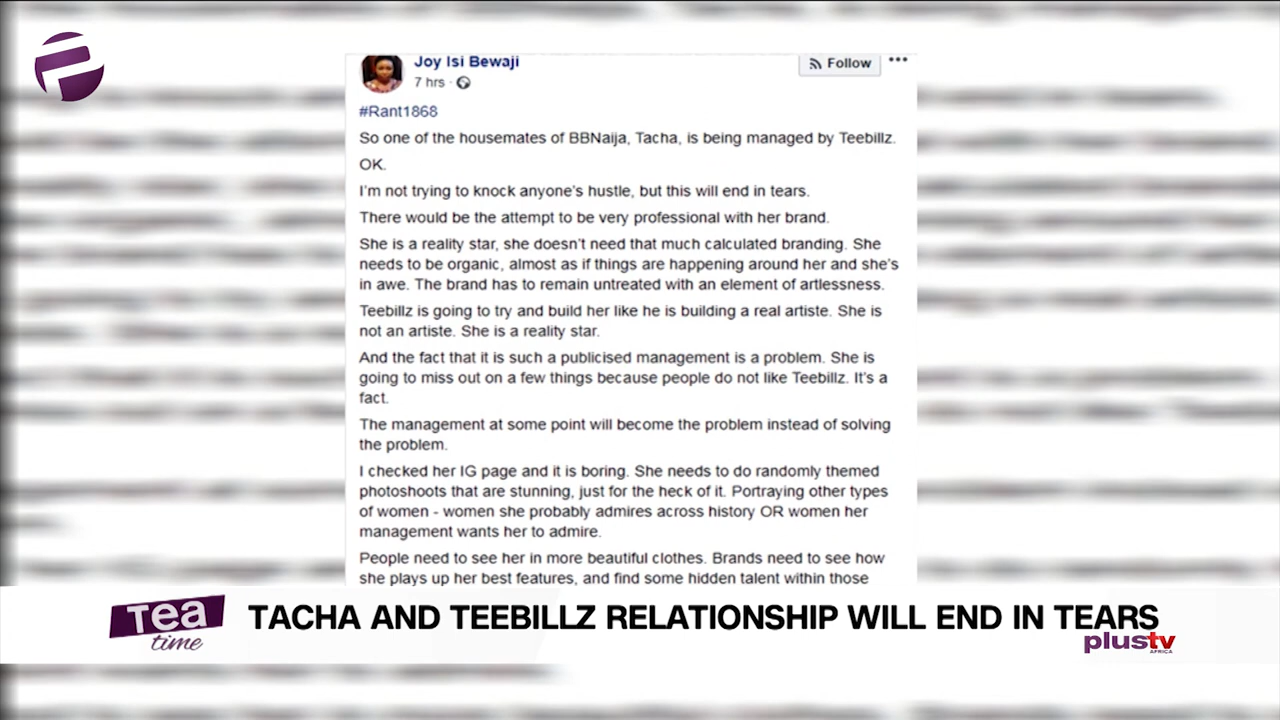 Joy Isi Bewaji
Follow
7 hrs
#Rant1868
So one of the housemates of BBNaija, Tacha, is being managed by Teebillz.
OK.
I'm not trying to knock anyone's hustle, but this will end in tears.
There would be the attempt to be very professional with her brand.
She is a reality star, she doesn't need that much calculated branding. She
needs to be organic, almost as if things are happening around her and she's
in awe. The brand has to remain untreated with an element of artlessness.
Teebillz is going to try and build her like he is building a real artiste. She is
not an artiste. She is a reality star.
And the fact that it is such a publicised management is a problem. She is
going to miss out on a few things because people do not like Teebillz. It's a
fact.
The management at some point will become the problem instead of solving
the problem.
I checked her IG page and it is boring. She needs to do randomly themed
photoshoots that are stunning, just for the heck of it. Portraying other types
of women - women she probably admires across history OR women her
management wants her to admire.
People need to see her in more beautiful clothes. Brands need to see how
she plays up her best features, and find some hidden talent within those
Tea
time
TACHA AND TEEBILLZ RELATIONSHIP WILL END IN TEARS
plustv
AFRICA